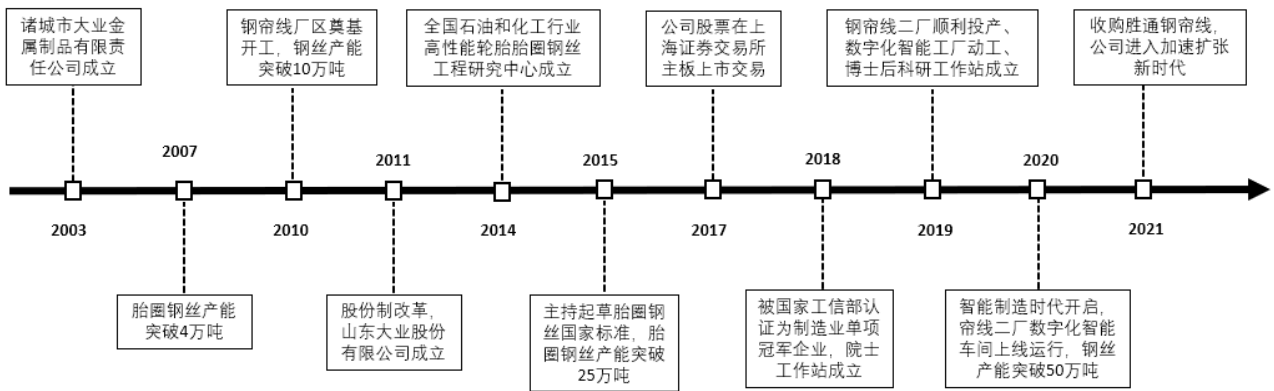 诸城市大业金
属制品有限责
任公司成立
钢帘线厂区奠基
开工，钢丝产能
突破10万吨
全国石油和化工行业
高性能轮胎胎圈钢丝
工程研究中心成立
公司股票在上
海证券交易所
主板上市交易
钢帘线二厂顺利投产、
数字化智能工厂动工、
博士后科研工作站成立
收购胜通钢帘线，
公司进入加速扩张
新时代
2007
2011
2015
2018
2020
2003
2010
2014
2017
2019
2021
胎圈钢丝产能
突破4万吨
股份制改革，
山东大业股份
有限公司成立
主持起草胎圈钢
丝国家标准，胎
圈钢丝产能突破
25万吨
被国家工信部认
证为制造业单项
冠军企业，院士
工作站成立
智能制造时代开启，
帘线二厂数字化智能
车间上线运行，钢丝
产能突破50万吨